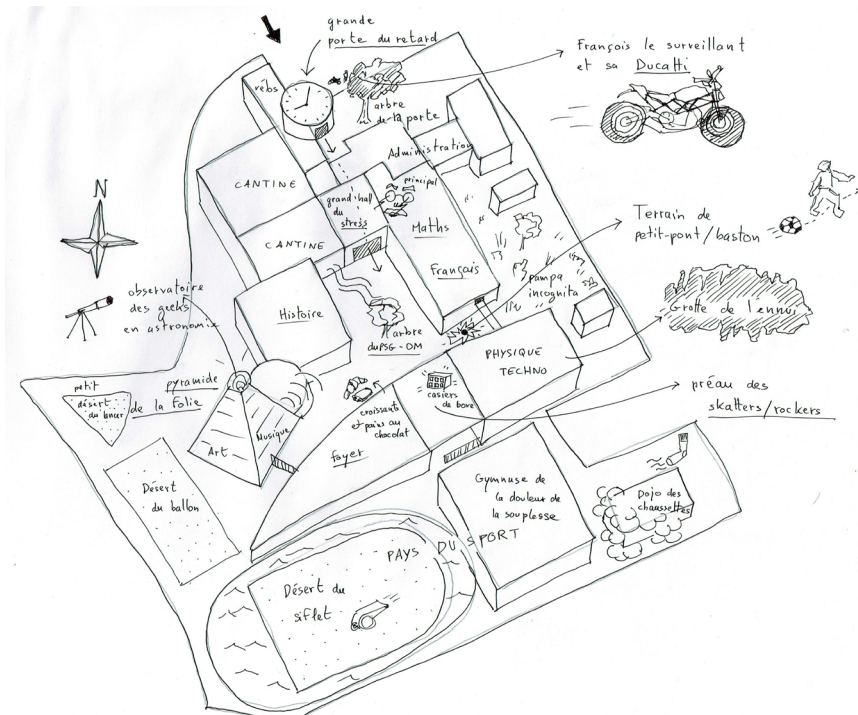 grande
porte du retard
François le surveillant
et sa Ducatti
arbre
de la porte
Administration
CANTINE
grand hall
du
stress
principal
Maths
CANTINE
Français
N
Terrain de
petit-pont/baston
pampa
incognita
Grotte de l'ennui
observatoire
des geeks
en astronomie
Histoire
arbre
du PSG-OM
PHYSIQUE
TECHNO
petit
désert
du lancer
pyramide
de la Folie
casiers
de bave
croissants
et pains au
chocolat
préau des
skatters/rockers
Art
Musique
foyer
Désert
du ballon
Gymnase de
la douleur de
la souplesse
Dojo des
chaussettes
PAYS DU SPORT
Désert du
siflet